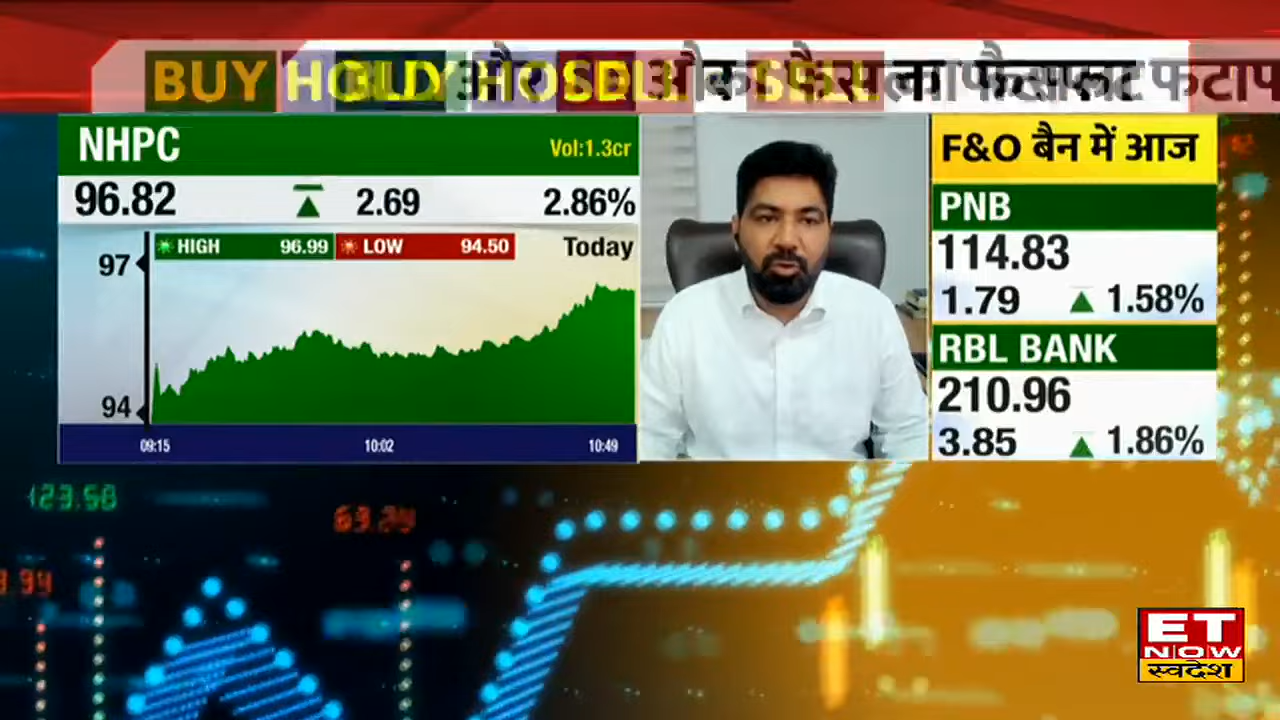 NHPC Vol:1.3cr
96.82 2.69 2.86%
HIGH 96.99 LOW 94.50 Today
97
94
09:15 10:02 10:49
F&O बैन में आज
PNB
114.83
1.79 1.58%
RBL BANK
210.96
3.85 1.86%
123.58
ET
NOW
स्वदेश